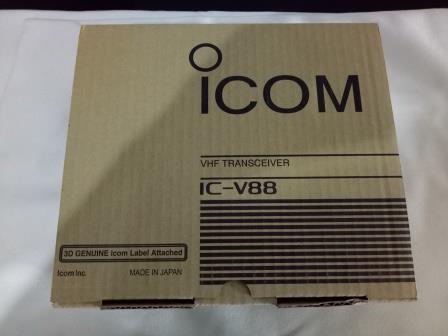 ICOM
VHF TRANSCEIVER
IC-V88
3D GENUINE icom Label Attached
Icom Inc.
MADE IN JAPAN